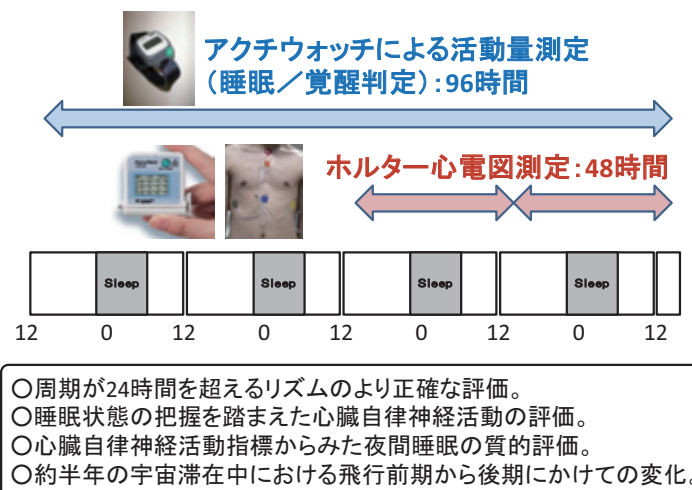 アクチウォッチによる活動量測定
（睡眠／覚醒判定）：96時間
ホルター心電図測定：48時間
Sleep Sleep Sleep Sleep
12 0 12 0 12 0 12 0 12
〇周期が24時間を超えるリズムのより正確な評価。
〇睡眠状態の把握を踏まえた心臓自律神経活動の評価。
〇心臓自律神経活動指標からみた夜間睡眠の質的評価。
〇約半年の宇宙滞在中における飛行前期から後期にかけての変化。